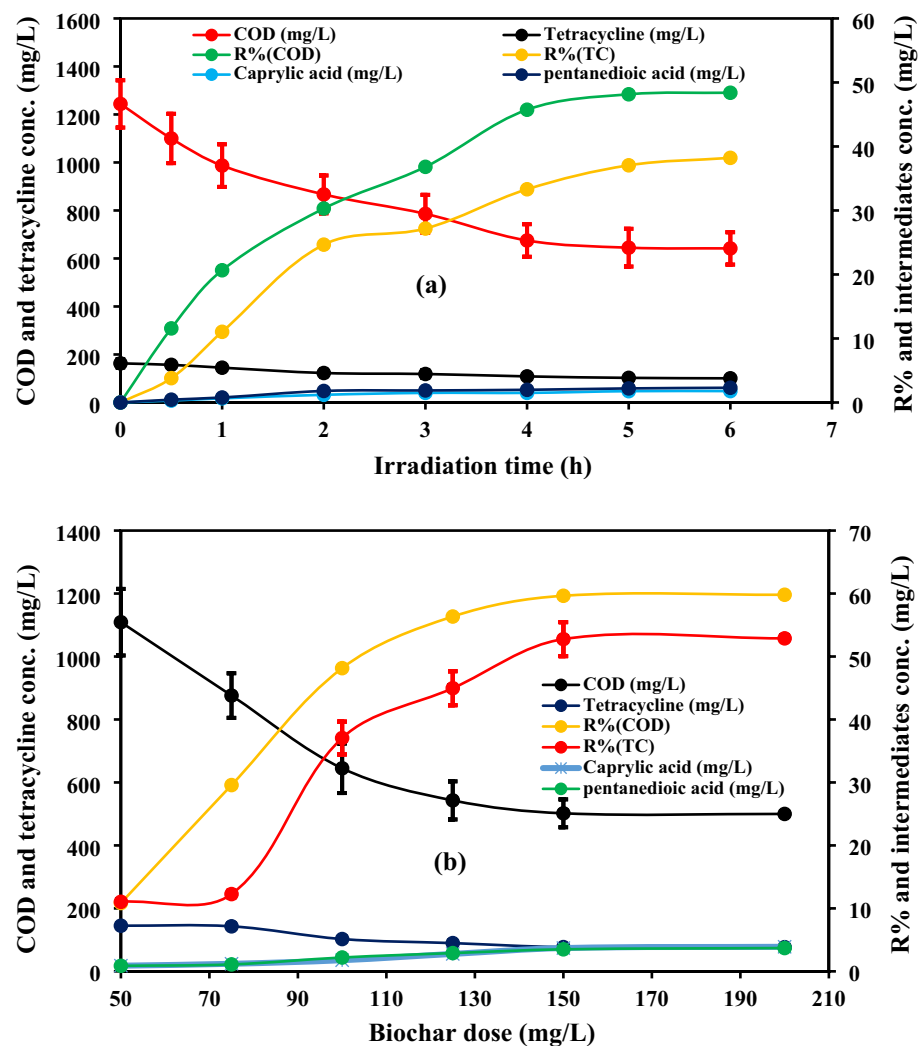 COD and tetracycline conc. (mg/L)
1600
1400
1200
1000
800
600
400
200
0
COD (mg/L)
Tetracycline (mg/L)
R%(COD)
R%(TC)
Caprylic acid (mg/L)
pentanedioic acid (mg/L)
(a)
60
50
40
30
20
10
0
R% and intermediates conc. (mg/L)
0 1 2 3 4 5 6 7
Irradiation time (h)
COD and tetracycline conc. (mg/L)
1400
1200
1000
800
600
400
200
0
COD (mg/L)
Tetracycline (mg/L)
R%(COD)
R%(TC)
Caprylic acid (mg/L)
pentanedioic acid (mg/L)
(b)
70
60
50
40
30
20
10
0
R% and intermediates conc. (mg/L)
50 70 90 110 130 150 170 190 210
Biochar dose (mg/L)